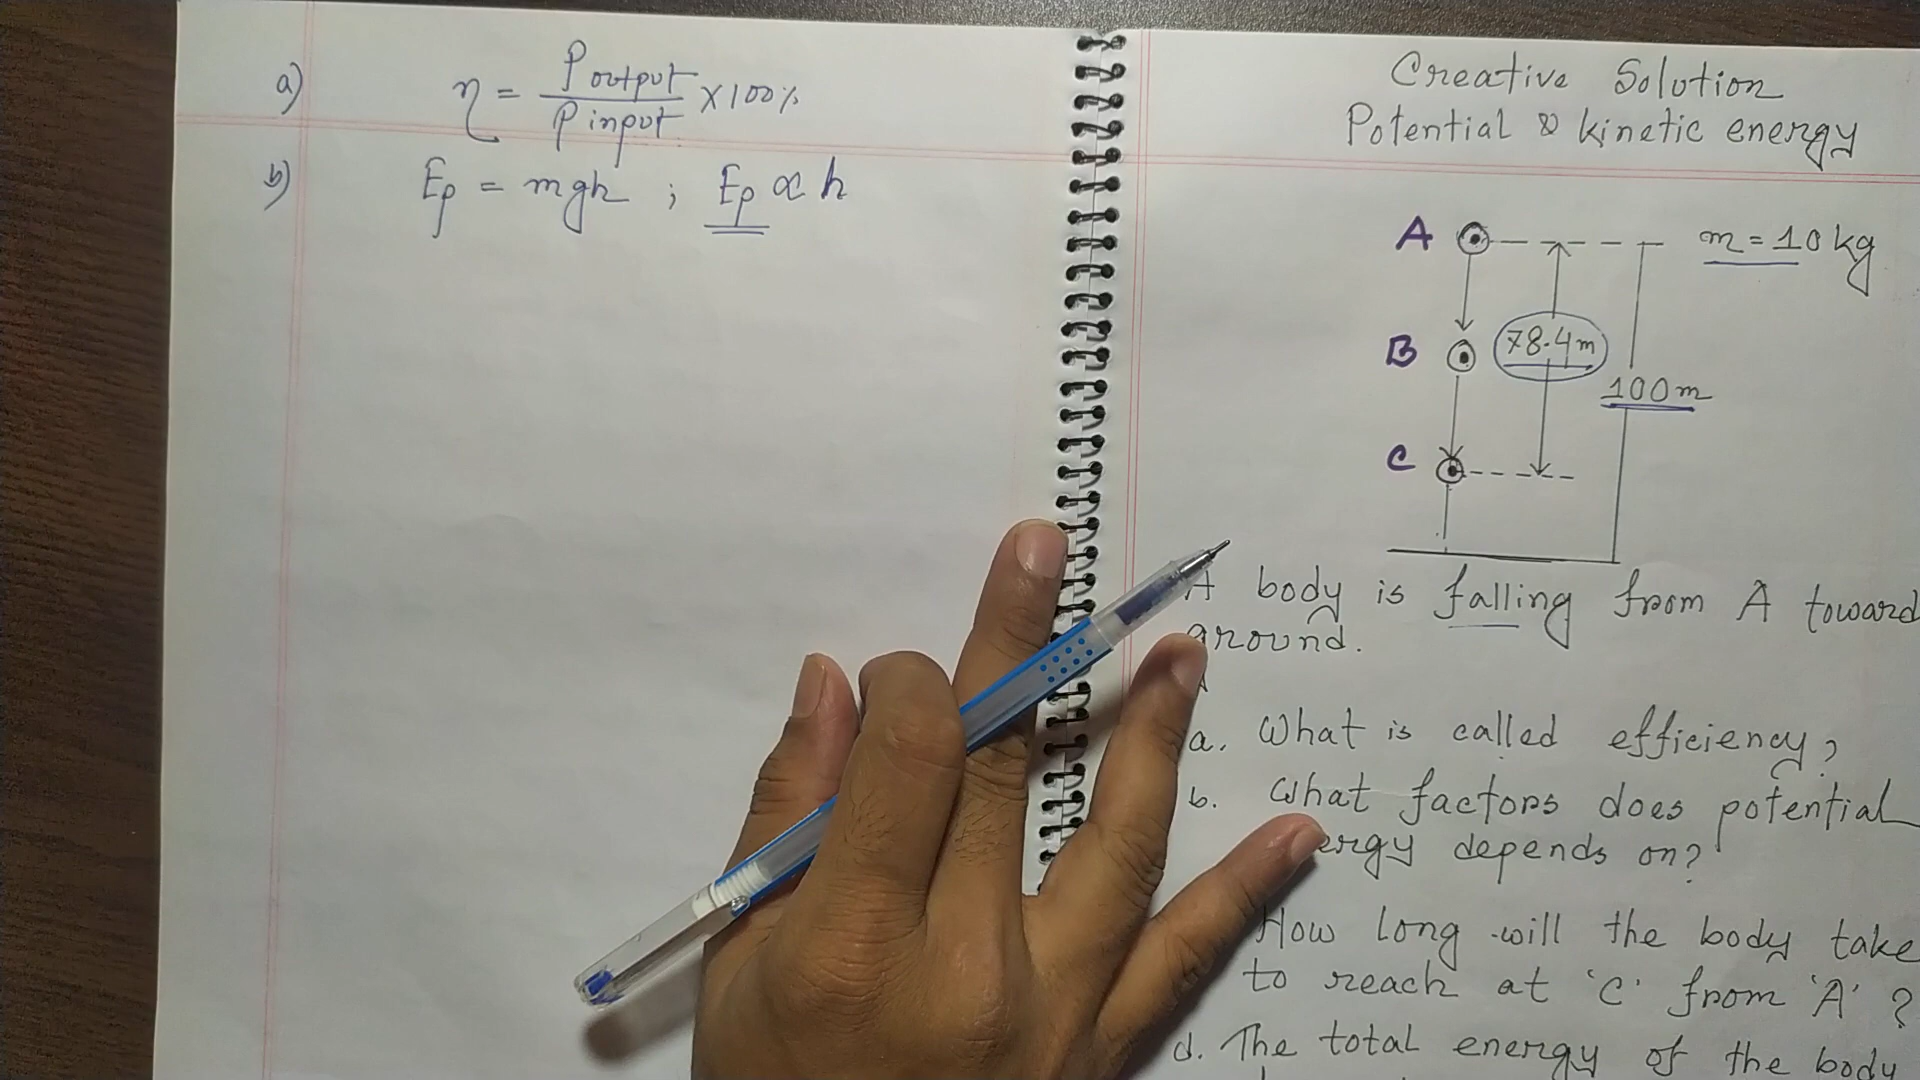 a) η = P output / P input × 100%
b) Ep = mgh ; Ep ∝ h
Creative Solution
Potential & kinetic energy
A
m = 10 kg
B
78.4m
100m
C
A body is falling from A toward
ground.
a. What is called efficiency?
b. What factors does potential
ergy depends on?
How long will the body take
to reach at 'C' from 'A' ?
d. The total energy of the body